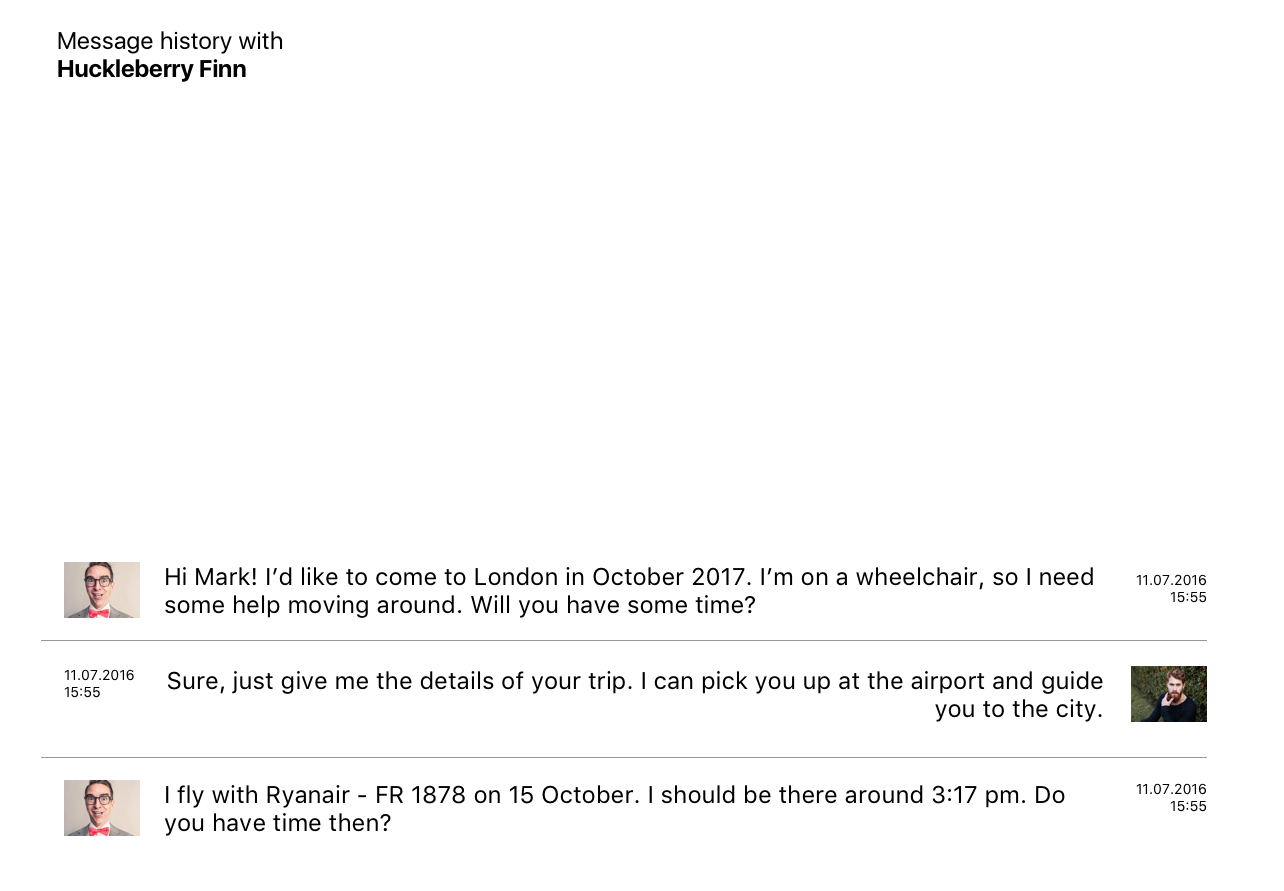 Message history with
Huckleberry Finn
Hi Mark! I’d like to come to London in October 2017. I’m on a wheelchair, so I need
some help moving around. Will you have some time?
11.07.2016
15:55
11.07.2016
15:55
Sure, just give me the details of your trip. I can pick you up at the airport and guide
you to the city.
I fly with Ryanair - FR 1878 on 15 October. I should be there around 3:17 pm. Do
you have time then?
11.07.2016
15:55